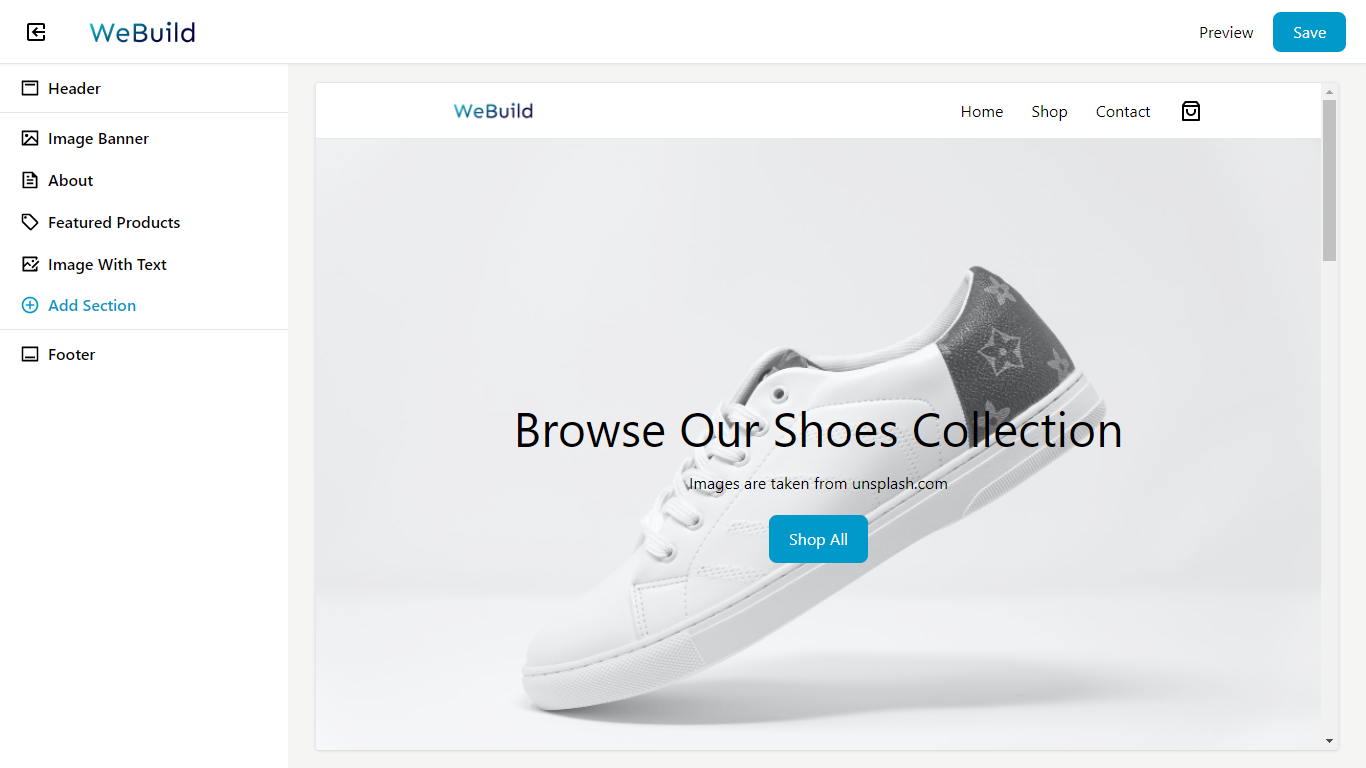 WeBuild
Preview
Save
Header
Image Banner
About
Featured Products
Image With Text
Add Section
Footer
WeBuild
Home
Shop
Contact
Browse Our Shoes Collection
Images are taken from unsplash.com
Shop All